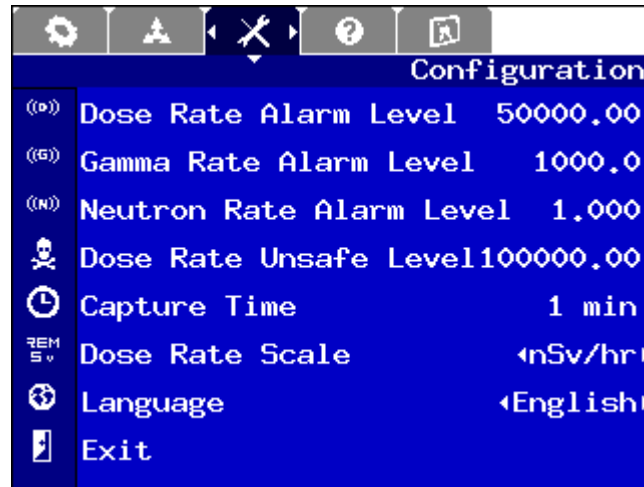 Configuration
((D)) Dose Rate Alarm Level 50000.00
((G)) Gamma Rate Alarm Level 1000.0
((N)) Neutron Rate Alarm Level 1.000
Dose Rate Unsafe Level100000.00
Capture Time 1 min
REM Sv Dose Rate Scale nSv/hr
Language English
Exit